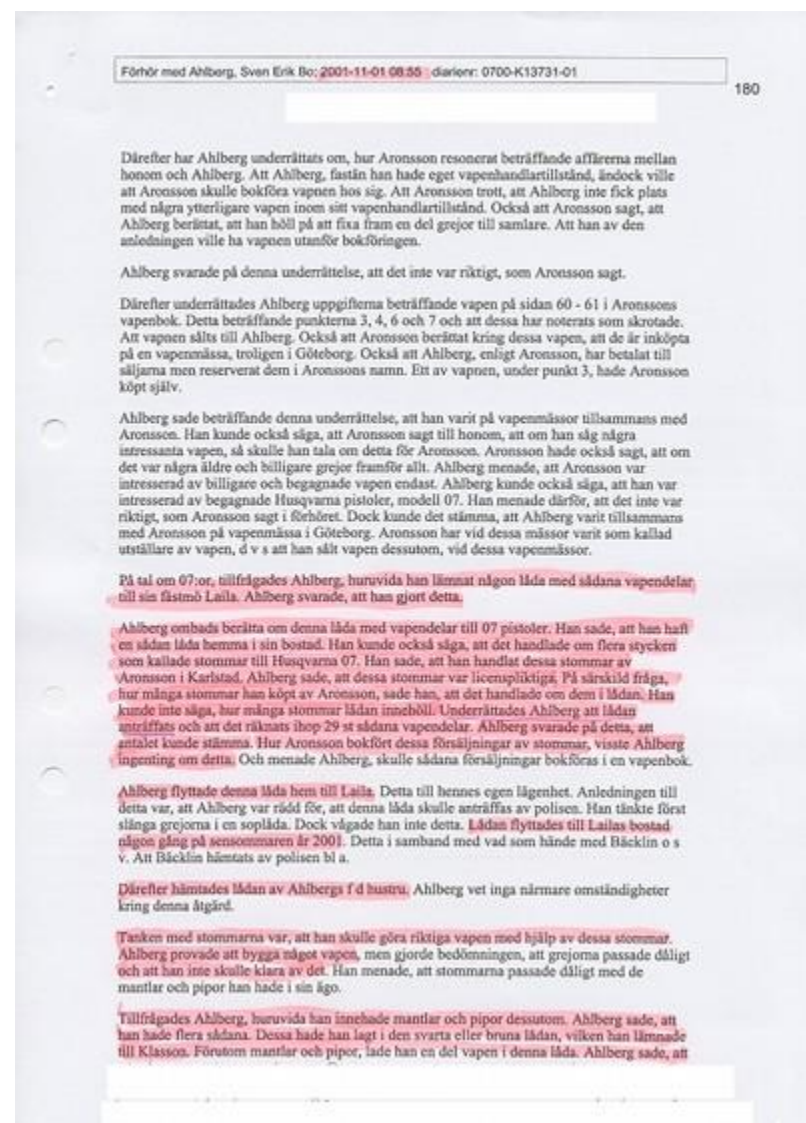 Förhör med Ahlberg, Sven Erik Bo; 2001-11-01 08:55 diarienr: 0700-K13731-01
180
Därefter har Ahlberg underrättats om, hur Aronsson resonerat beträffande affärerna mellan
honom och Ahlberg. Att Ahlberg, fastän han hade eget vapenhandlartillstånd, ändock ville
att Aronsson skulle bokföra vapnen hos sig. Att Aronsson trott, att Ahlberg inte fick plats
med några ytterligare vapen inom sitt vapenhandlartillstånd. Också att Aronsson sagt, att
Ahlberg berättat, att han höll på att fixa fram en del grejor till samlare. Att han av den
anledningen ville ha vapnen utanför bokföringen.
Ahlberg svarade på denna underrättelse, att det inte var riktigt, som Aronsson sagt.
Därefter underrättades Ahlberg uppgifterna beträffande vapen på sidan 60 - 61 i Aronssons
vapenbok. Detta beträffande punkterna 3, 4, 6 och 7 och att dessa har noterats som skrotade.
Att vapnen sålts till Ahlberg. Också att Aronsson berättat kring dessa vapen, att de är inköpta
på en vapenmässa, troligen i Göteborg. Också att Ahlberg, enligt Aronsson, har betalat till
säljarna men reserverat dem i Aronssons namn. Ett av vapnen, under punkt 3, hade Aronsson
köpt själv.
Ahlberg sade beträffande denna underrättelse, att han varit på vapenmässor tillsammans med
Aronsson. Han kunde också säga, att Aronsson sagt till honom, att om han såg några
intressanta vapen, så skulle han tala om detta för Aronsson. Aronsson hade också sagt, att om
det var några äldre och billigare grejor framför allt. Ahlberg menade, att Aronsson var
intresserad av billigare och begagnade vapen endast. Ahlberg kunde också säga, att han var
intresserad av begagnade Husqvarna pistoler, modell 07. Han menade därför, att det inte var
riktigt, som Aronsson sagt i förhöret. Dock kunde det stämma, att Ahlberg varit tillsammans
med Aronsson på vapenmässa i Göteborg. Aronsson har vid dessa mässor varit som kallad
utställare av vapen, d v s att han sålt vapen dessutom, vid dessa vapenmässor.
På tal om 07:or, tillfrågades Ahlberg, huruvida han lämnat någon låda med sådana vapendelar
till sin fästmö Laila. Ahlberg svarade, att han gjort detta.
Ahlberg ombads berätta om denna låda med vapendelar till 07 pistoler. Han sade, att han haft
en sådan låda hemma i sin bostad. Han kunde också säga, att det handlade om flera stycken
som kallade stommar till Husqvarna 07. Han sade, att han handlat dessa stommar av
Aronsson i Karlstad. Ahlberg sade, att dessa stommar var licenspliktiga. På särskild fråga,
hur många stommar han köpt av Aronsson, sade han, att det handlade om dem i lådan. Han
kunde inte säga, hur många stommar lådan innehöll. Underrättades Ahlberg att lådan
anträffats och att det räknats ihop 29 st sådana vapendelar. Ahlberg svarade på detta, att
antalet kunde stämma. Hur Aronsson bokfört dessa försäljningar av stommar, visste Ahlberg
ingenting om detta. Och menade Ahlberg, skulle sådana försäljningar bokföras i en vapenbok.
Ahlberg flyttade denna låda hem till Laila. Detta till hennes egen lägenhet. Anledningen till
detta var, att Ahlberg var rädd för, att denna låda skulle anträffas av polisen. Han tänkte först
slänga grejorna i en soplåda. Dock vågade han inte detta. Lådan flyttades till Lailas bostad
någon gång på sensommaren år 2001. Detta i samband med vad som hände med Bäcklin o s
v. Att Bäcklin hämtats av polisen bl a.
Därefter hämtades lådan av Ahlbergs f d hustru. Ahlberg vet inga närmare omständigheter
kring denna åtgärd.
Tanken med stommarna var, att han skulle göra riktiga vapen med hjälp av dessa stommar.
Ahlberg provade att bygga något vapen, men gjorde bedömningen, att grejorna passade dåligt
och att han inte skulle klara av det. Han menade, att stommarna passade dåligt med de
mantlar och pipor han hade i sin ägo.
Tillfrågades Ahlberg, huruvida han innehade mantlar och pipor dessutom. Ahlberg sade, att
han hade flera sådana. Dessa hade han lagt i den svarta eller bruna lådan, vilken han lämnade
till Klasson. Förutom mantlar och pipor, lade han en del vapen i denna låda. Ahlberg sade, att